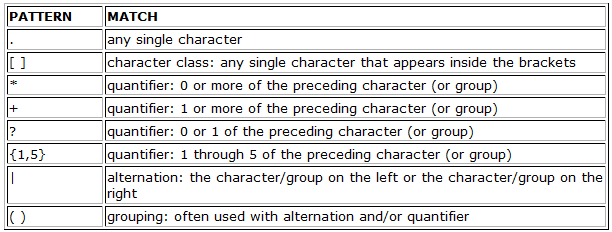 PATTERN MATCH
. any single character
[ ] character class: any single character that appears inside the brackets
* quantifier: 0 or more of the preceding character (or group)
+ quantifier: 1 or more of the preceding character (or group)
? quantifier: 0 or 1 of the preceding character (or group)
{1,5} quantifier: 1 through 5 of the preceding character (or group)
| alternation: the character/group on the left or the character/group on the
right
( ) grouping: often used with alternation and/or quantifier